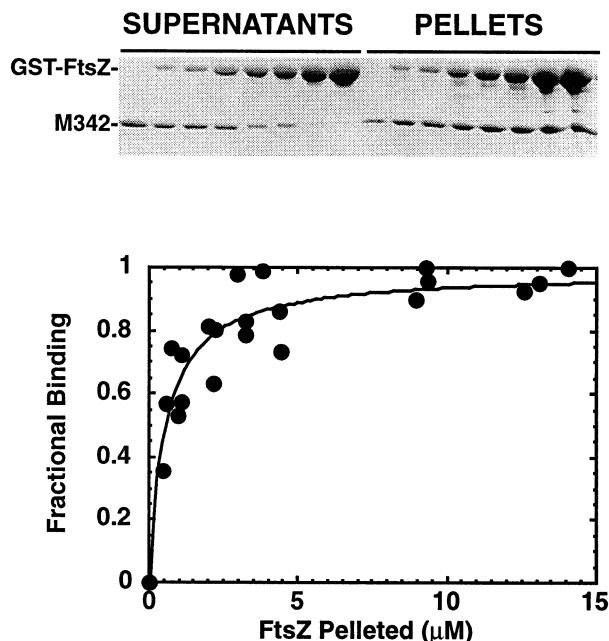 SUPERNATANTS PELLETS
GST-FtsZ-
M342-
1
0.8
0.6
0.4
0.2
0
0 5 10 15
Fractional Binding
FtsZ Pelleted (μM)